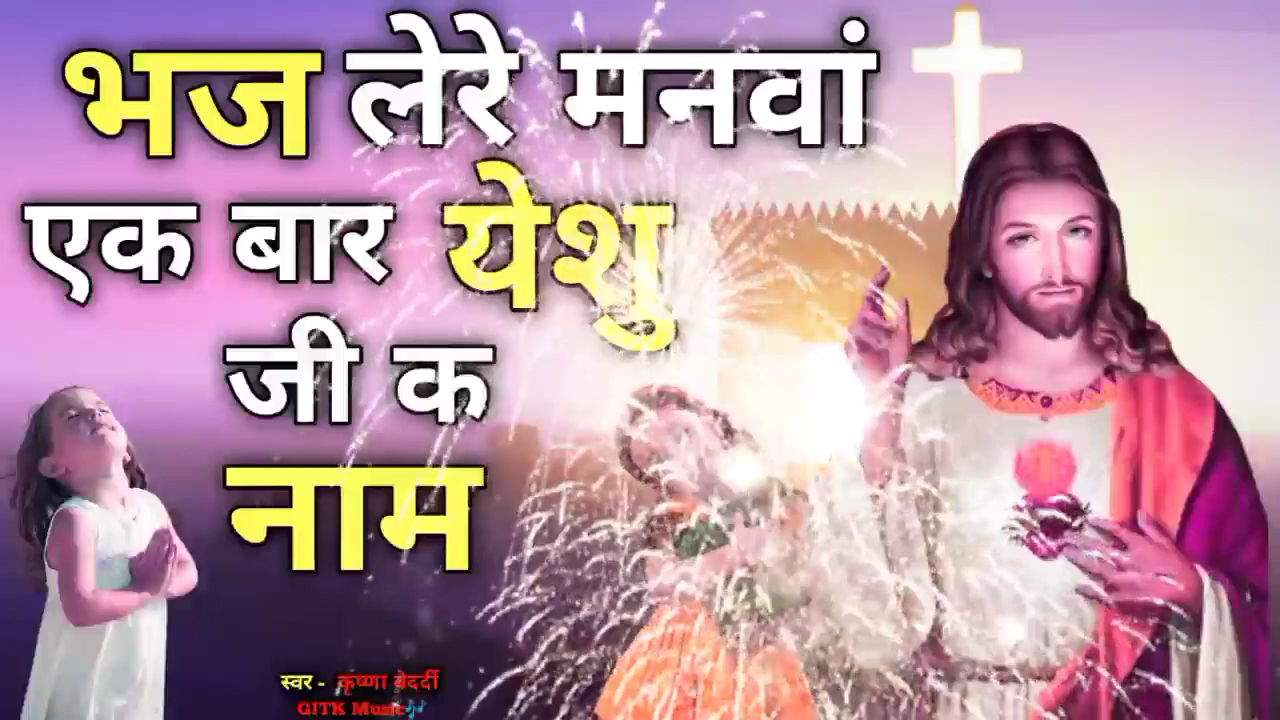 भज लेरे मनवां
एक बार येशु
जी क
नाम
स्वर - कृष्णा बेदर्दी
GITK Music🎶